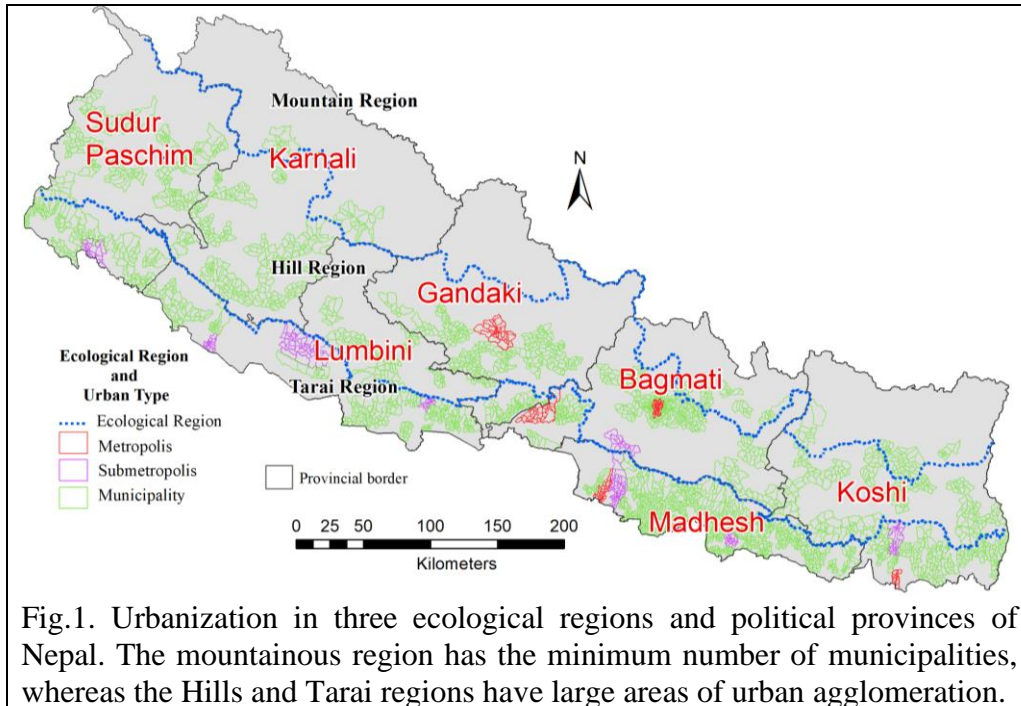 Mountain Region
Sudur
Paschim
Karnali
N
Hill Region
Gandaki
Lumbini
Tarai Region
Bagmati
Koshi
Madhesh
Ecological Region
and
Urban Type
Ecological Region
Metropolis
Submetropolis
Municipality
Provincial border
0 25 50 100 150 200
Kilometers
Fig.1. Urbanization in three ecological regions and political provinces of
Nepal. The mountainous region has the minimum number of municipalities,
whereas the Hills and Tarai regions have large areas of urban agglomeration.